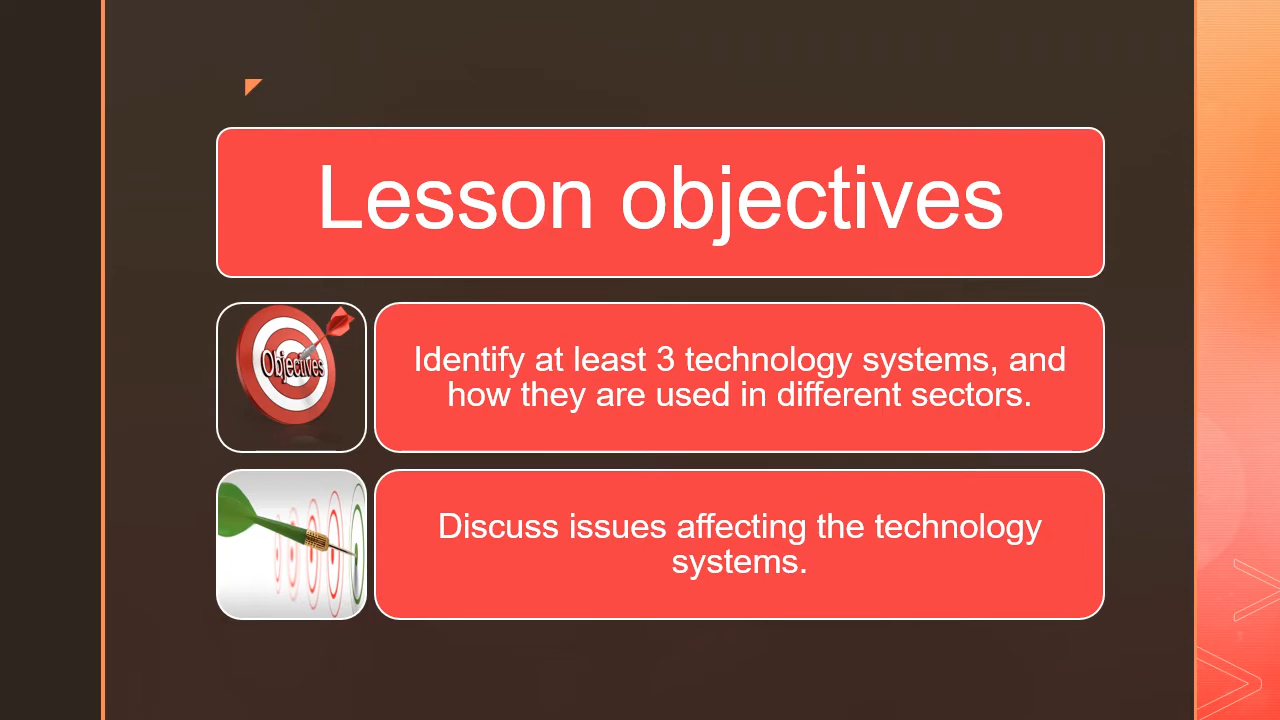 Lesson objectives
Objectives
Identify at least 3 technology systems, and
how they are used in different sectors.
Discuss issues affecting the technology
systems.